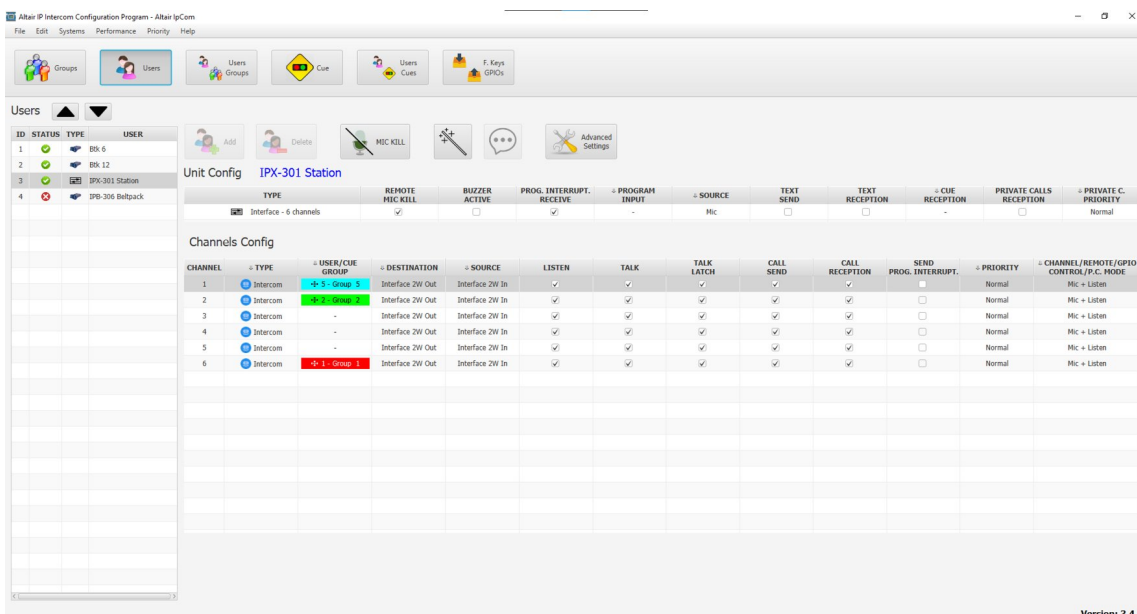 Altair IP Intercom Configuration Program - Altair IpCom
File Edit Systems Performance Priority Help
Groups Users Users Groups Cue Users Cues F. Keys GPIOs
Users
ID STATUS TYPE USER
1 Btk 6
2 Btk 12
3 IPX-301 Station
4 IPB-306 Beltpack
Add Delete MIC KILL Advanced Settings
Unit Config IPX-301 Station
TYPE REMOTE MIC KILL BUZZER ACTIVE PROG. INTERRUPT. RECEIVE PROGRAM INPUT SOURCE TEXT SEND TEXT RECEPTION CUE RECEPTION PRIVATE CALLS RECEPTION PRIVATE C. PRIORITY
Interface - 6 channels - Mic - Normal
Channels Config
CHANNEL TYPE USER/CUE GROUP DESTINATION SOURCE LISTEN TALK TALK LATCH CALL SEND CALL RECEPTION SEND PROG. INTERRUPT. PRIORITY CHANNEL/REMOTE/GPIO CONTROL/P.C. MODE
1 Intercom 5 - Group 5 Interface 2W Out Interface 2W In Normal Mic + Listen
2 Intercom 2 - Group 2 Interface 2W Out Interface 2W In Normal Mic + Listen
3 Intercom - Interface 2W Out Interface 2W In Normal Mic + Listen
4 Intercom - Interface 2W Out Interface 2W In Normal Mic + Listen
5 Intercom - Interface 2W Out Interface 2W In Normal Mic + Listen
6 Intercom 1 - Group 1 Interface 2W Out Interface 2W In Normal Mic + Listen